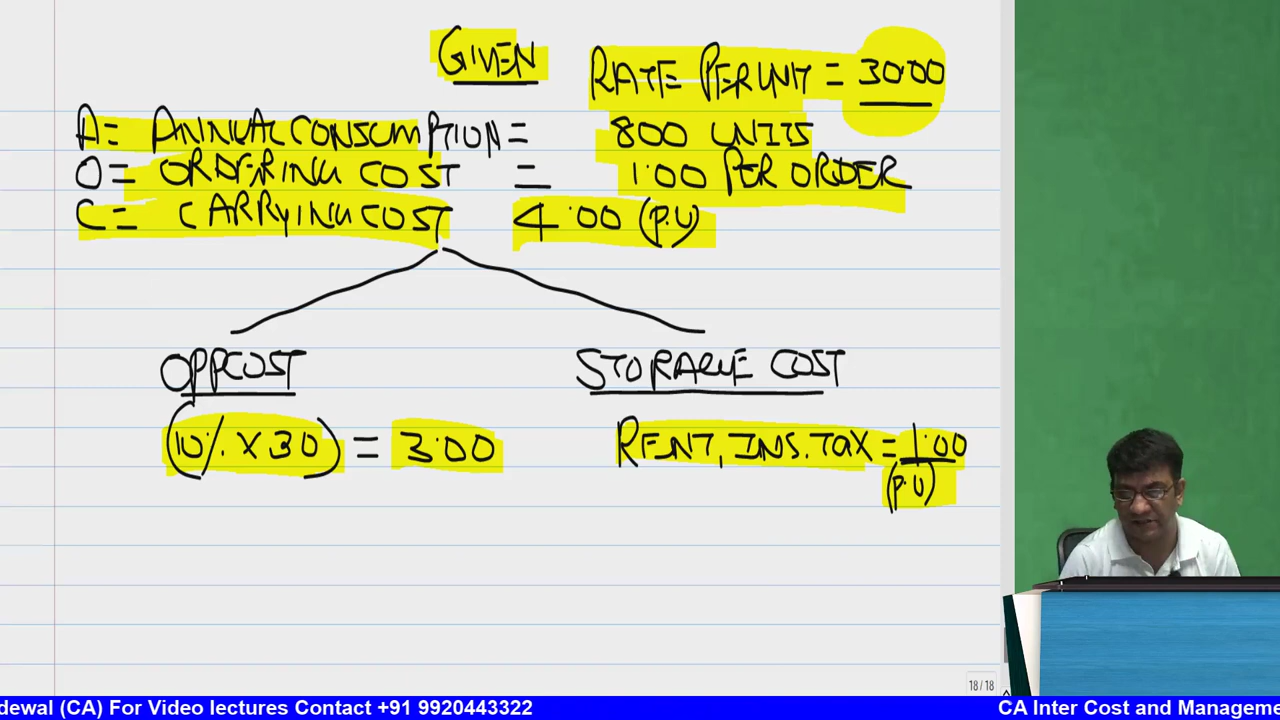 GIVEN
RATE PER UNIT = 30.00
A = ANNUAL CONSUMPTION = 800 UNITS
O = ORDERING COST = 1.00 PER ORDER
C = CARRYING COST 4.00 (P.U)
OPPCOST STORAGE COST
(10% X 30) = 3.00 RENT, INS. TAX = 1.00
(P.U)
18/18
dewal (CA) For Video lectures Contact +91 9920443322 CA Inter Cost and Manageme